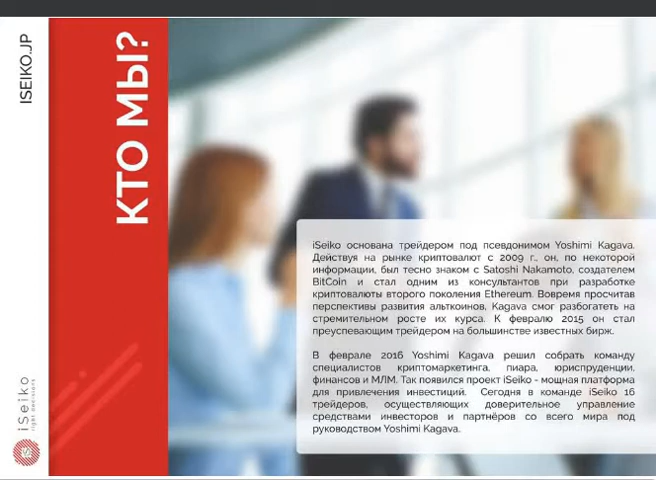 ISEIKO.JP
КТО МЫ?
iSeiko основана трейдером под псевдонимом Yoshimi Kagava.
Действуя на рынке криптовалют с 2009 г., он, по некоторой
информации, был тесно знаком с Satoshi Nakamoto, создателем
BitCoin и стал одним из консультантов при разработке
криптовалюты второго поколения Ethereum. Вовремя просчитав
перспективы развития альткоинов, Kagava смог разбогатеть на
стремительном росте их курса. К февралю 2015 он стал
преуспевающим трейдером на большинстве известных бирж.
В феврале 2016 Yoshimi Kagava решил собрать команду
специалистов криптомаркетинга, пиара, юриспруденции,
финансов и МЛМ. Так появился проект iSeiko - мощная платформа
для привлечения инвестиций. Сегодня в команде iSeiko 16
трейдеров, осуществляющих доверительное управление
средствами инвесторов и партнёров со всего мира под
руководством Yoshimi Kagava.
iSeiko
right decisions